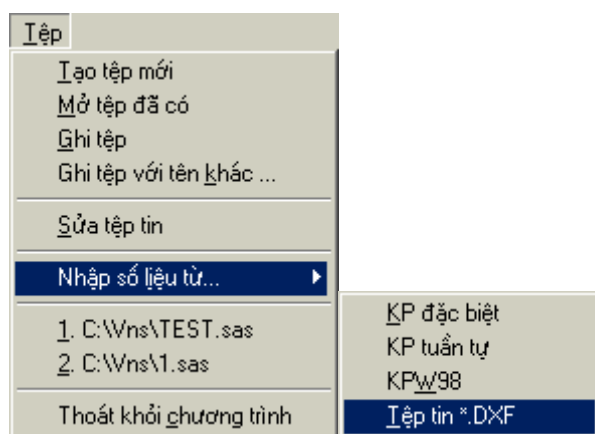 Tệp
Tạo tệp mới
Mở tệp đã có
Ghi tệp
Ghi tệp với tên khác ...
Sửa tệp tin
Nhập số liệu từ...
1. C:\Vns\TEST.sas
2. C:\Vns\1.sas
Thoát khỏi chương trình
KP đặc biệt
KP tuần tự
KPW98
Tệp tin *.DXF